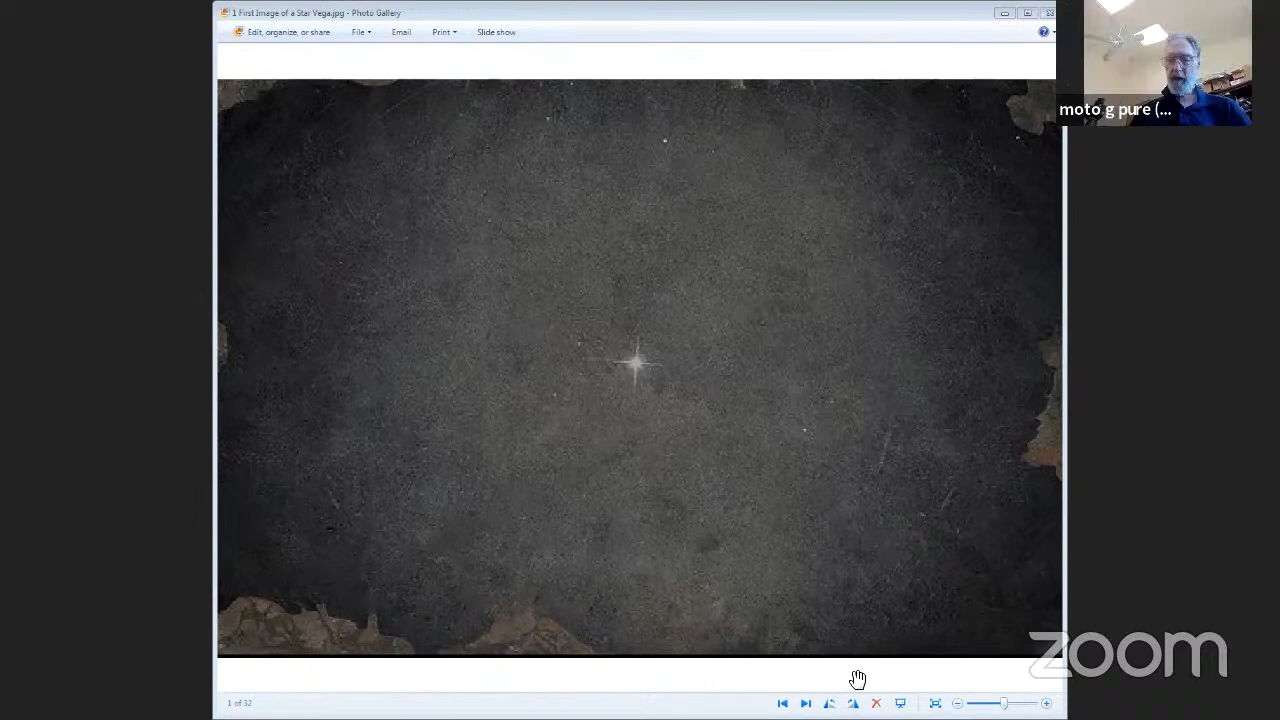 1 First Image of a Star Vega.jpg - Photo Gallery
Edit, organize, or share
File
Email
Print
Slide show
moto g pure (...
1 of 32
zoom